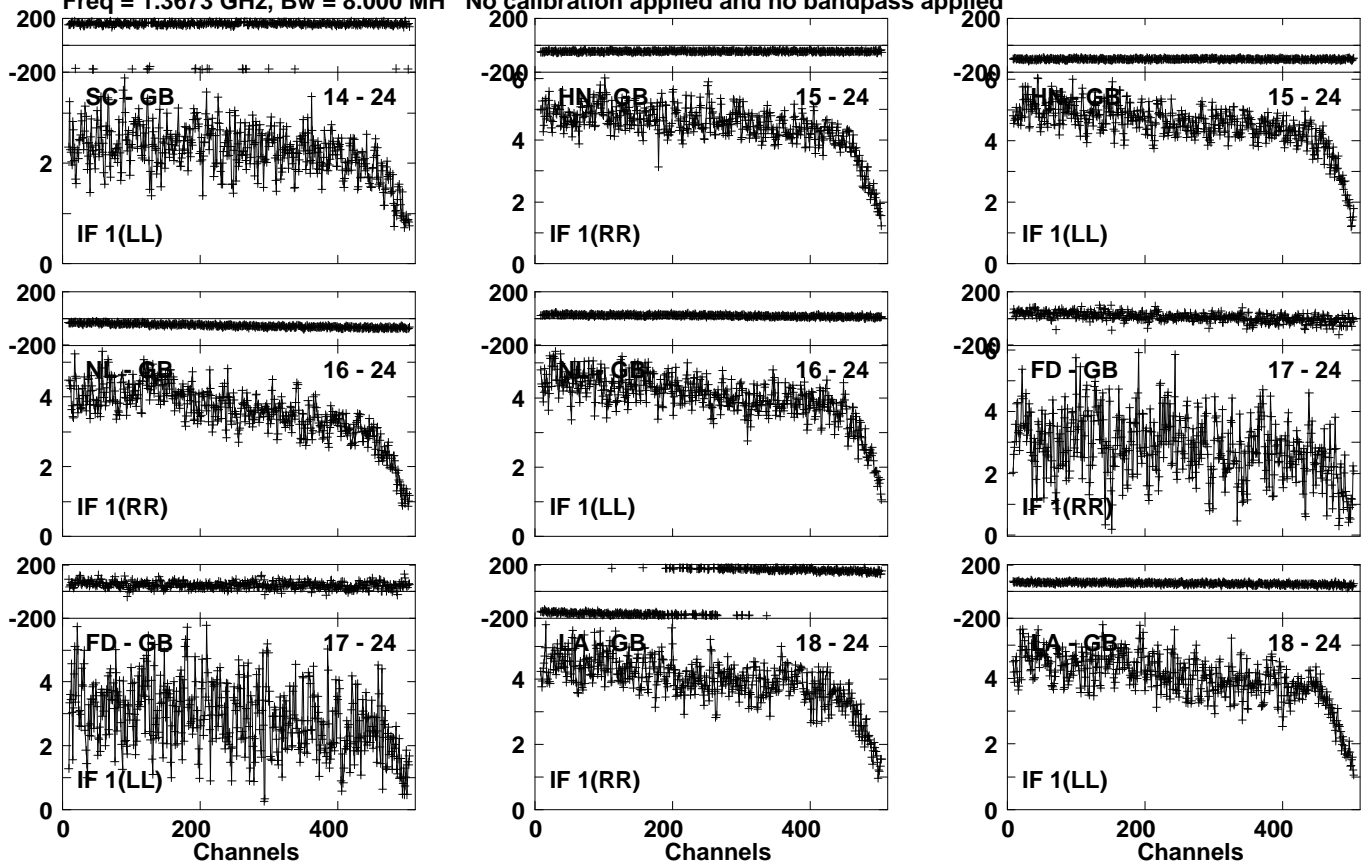 Freq = 1.3673 GHz, Bw = 8.000 MH No calibration applied and no bandpass applied
200
-200
SC - GB 14 - 24
2
IF 1(LL)
0
200
-200
6
HN - GB 15 - 24
4
2
IF 1(RR)
0
200
-200
6
HN - GB 15 - 24
4
2
IF 1(LL)
0
200
-200
NL - GB 16 - 24
4
2
IF 1(RR)
0
200
-200
NL - GB 16 - 24
4
2
IF 1(LL)
0
200
-200
6
FD - GB 17 - 24
4
2
IF 1(RR)
0
200
-200
FD - GB 17 - 24
4
2
IF 1(LL)
0
0 200 400
Channels
200
-200
LA - GB 18 - 24
4
2
IF 1(RR)
0
0 200 400
Channels
200
-200
LA - GB 18 - 24
4
2
IF 1(LL)
0
0 200 400
Channels